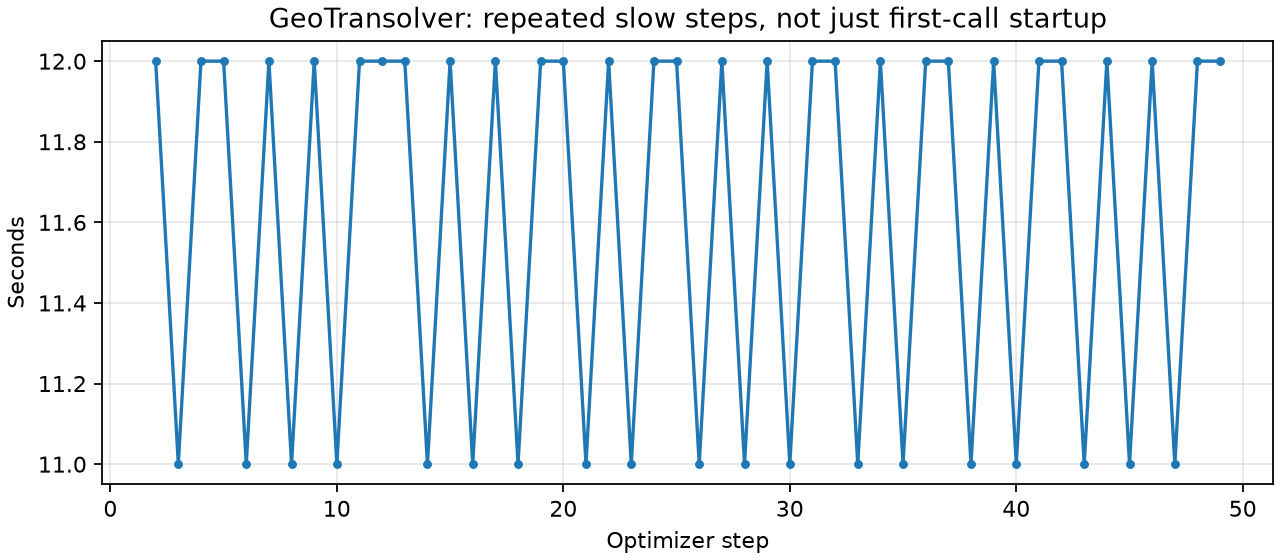 GeoTransolver: repeated slow steps, not just first-call startup
Seconds
12.0
11.8
11.6
11.4
11.2
11.0
0 10 20 30 40 50
Optimizer step